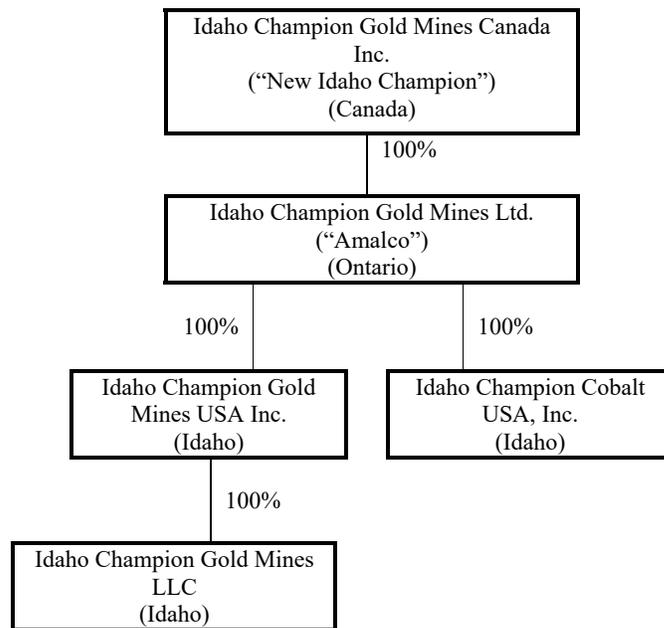 Idaho Champion Gold Mines Canada
Inc.
(“New Idaho Champion”)
(Canada)
100%
Idaho Champion Gold Mines Ltd.
(“Amalco”)
(Ontario)
100%
100%
Idaho Champion Gold
Mines USA Inc.
(Idaho)
Idaho Champion Cobalt
USA, Inc.
(Idaho)
100%
Idaho Champion Gold Mines
LLC
(Idaho)